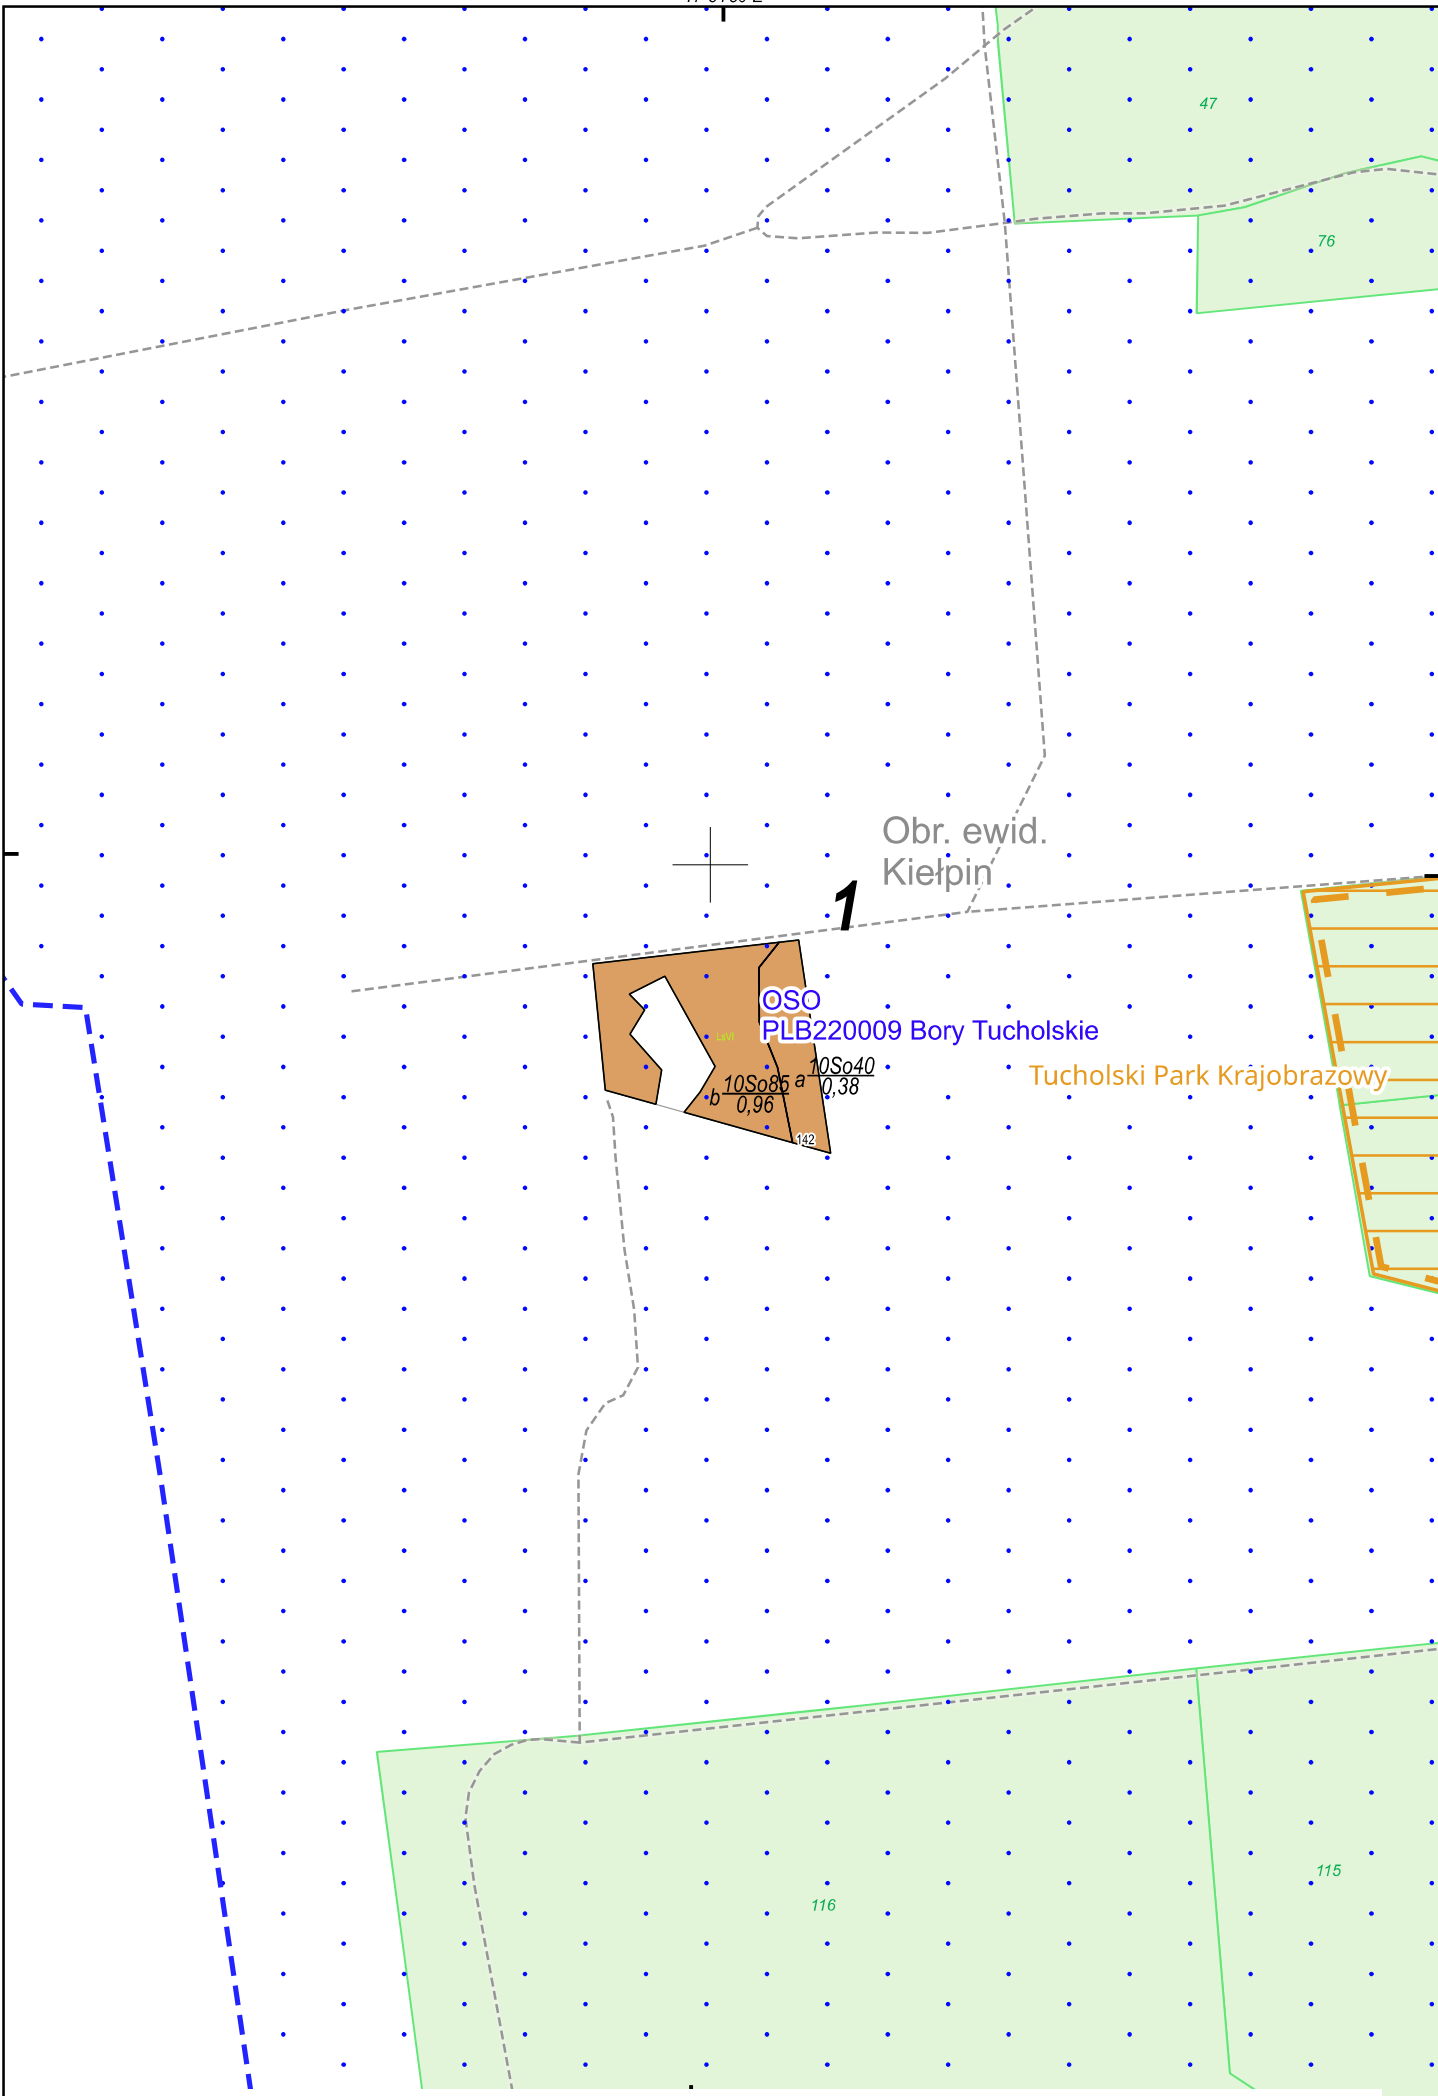 47
76
Obr. ewid.
Kiełpin
1
OSO
PLB220009 Bory Tucholskie
LsVI
10So40
a
0,38
Tucholski Park Krajobrazowy
10So85
b
0,96
142
115
116